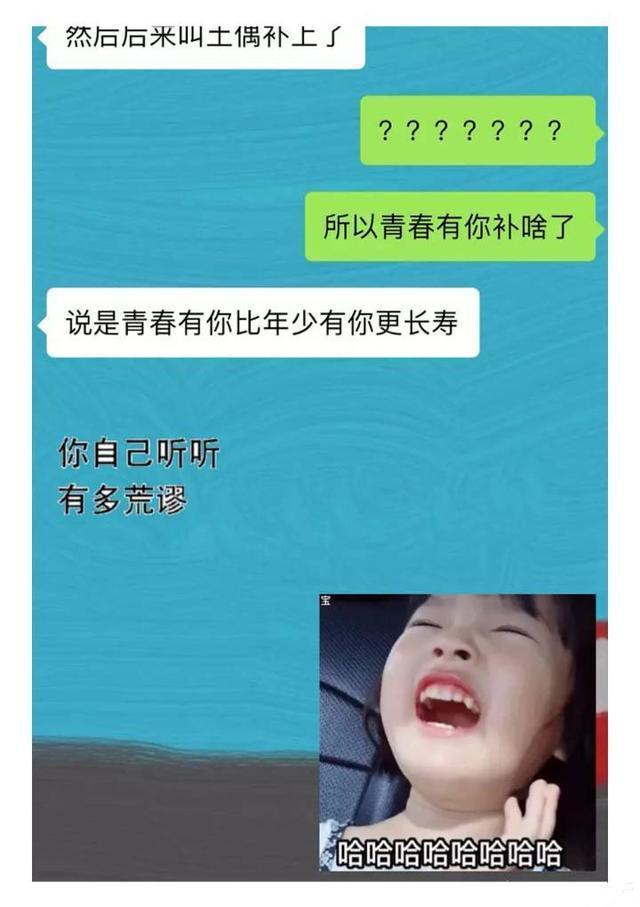 然后后来叫土偶补上了
？？？？？？？
所以青春有你补啥了
说是青春有你比年少有你更长寿
你自己听听
有多荒谬
宝
哈哈哈哈哈哈哈哈